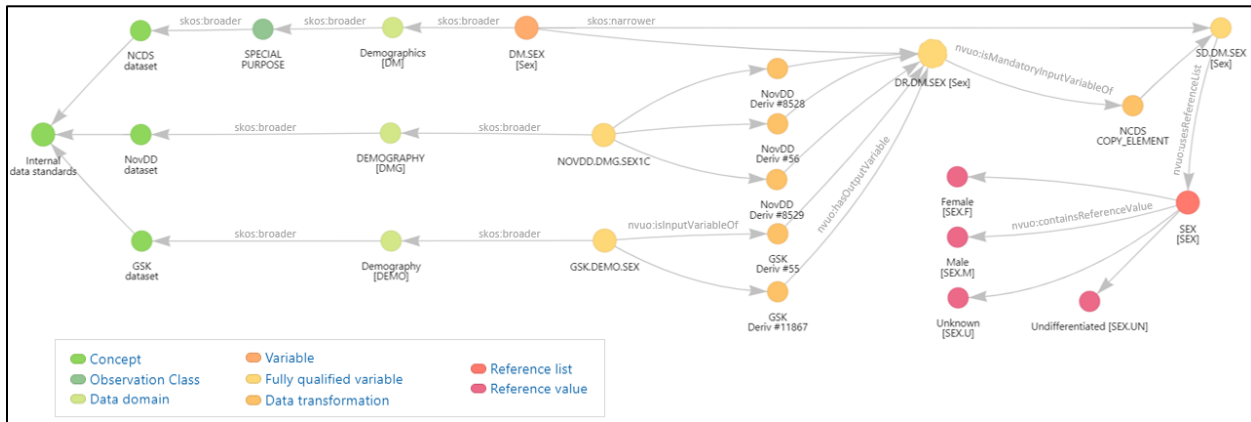 skos:broader
skos:broader
skos:broader
skos:narrower
NCDS
dataset
SPECIAL
PURPOSE
Demographics
[DM]
DM.SEX
[Sex]
SD.DM.SEX
[Sex]
nvuo:isMandatoryInputVariableOf
DR.DM.SEX [Sex]
NovDD
Deriv #8528
NCDS
COPY_ELEMENT
nvuo:usesReferenceList
Internal
data standards
skos:broader
NovDD
dataset
DEMOGRAPHY
[DMG]
skos:broader
NOVDD.DMG.SEX1C
NovDD
Deriv #56
NovDD
Deriv #8529
nvuo:hasOutputVariable
Female
[SEX.F]
nvuo:containsReferenceValue
SEX
[SEX]
Male
[SEX.M]
GSK
dataset
skos:broader
Demography
[DEMO]
skos:broader
GSK.DEMO.SEX
nvuo:isInputVariableOf
GSK
Deriv #55
GSK
Deriv #11867
Unknown
[SEX.U]
Undifferentiated [SEX.UN]
Concept
Observation Class
Data domain
Variable
Fully qualified variable
Data transformation
Reference list
Reference value